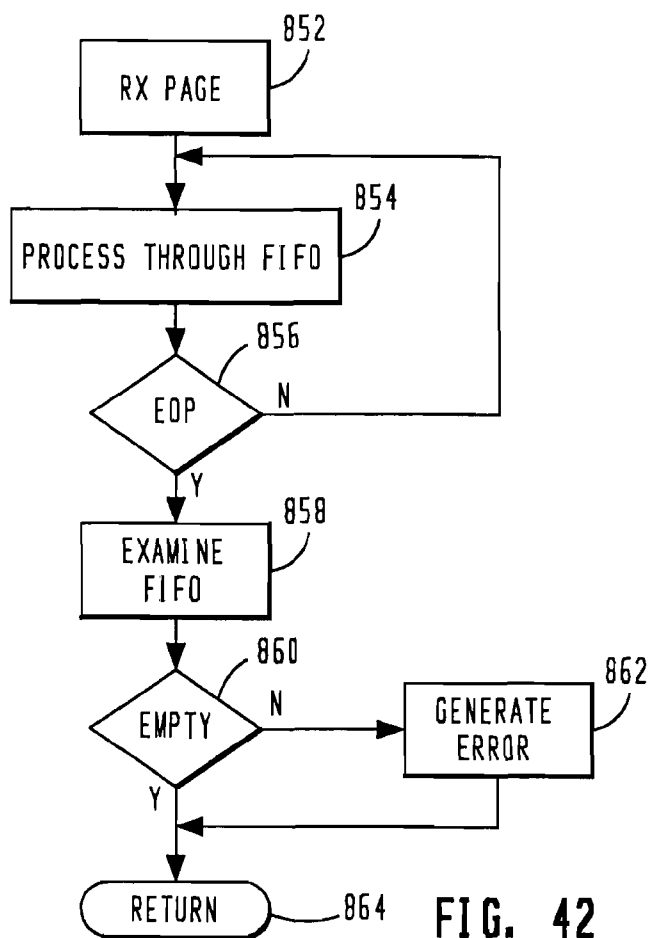 852
RX PAGE
854
PROCESS THROUGH FIFO
856
EOP
N
Y
858
EXAMINE
FIFO
860
EMPTY
N
Y
862
GENERATE
ERROR
RETURN
864
FIG. 42